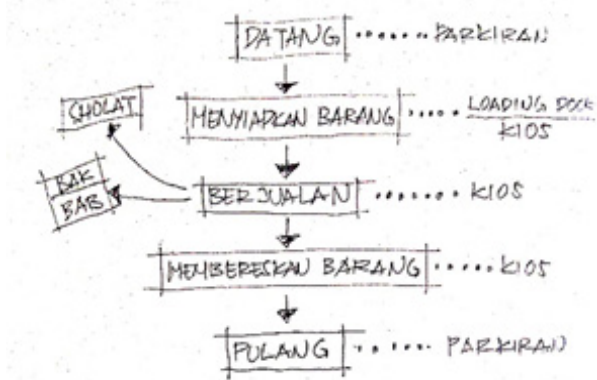 DATANG ........ PARKIRAN
SHOLAT
MENYIAPKAN BARANG ..... LOADING DOCK
KIOS
BAK
BAB
BERJUALAN ....... KIOS
MEMBERESKAN BARANG ..... KIOS
PULANG ...... PARKIRAN